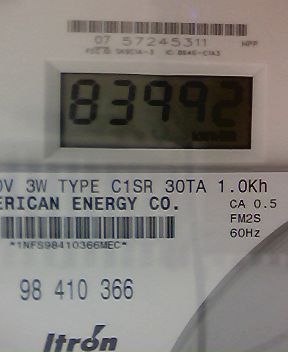 07 57245311
83992
0V 3W TYPE C1SR 30TA 1.0Kh
ERICAN ENERGY CO.
CA 0.5
FM2S
60Hz
*1NFS98410366MEC*
98 410 366
Itrón